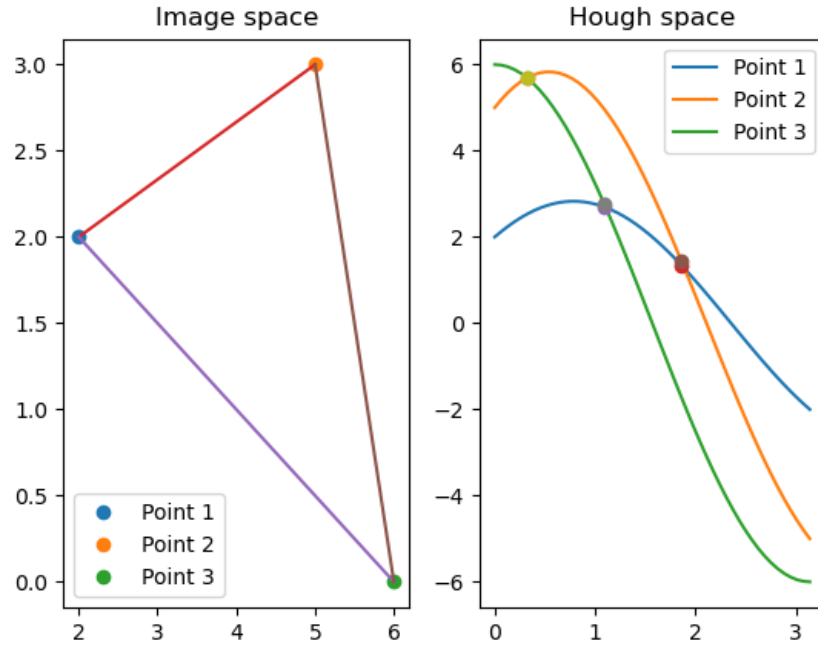 Image space
3.0
2.5
2.0
1.5
1.0
0.5
0.0
Point 1
Point 2
Point 3
2 3 4 5 6
Hough space
6
4
2
0
−2
−4
−6
Point 1
Point 2
Point 3
0 1 2 3